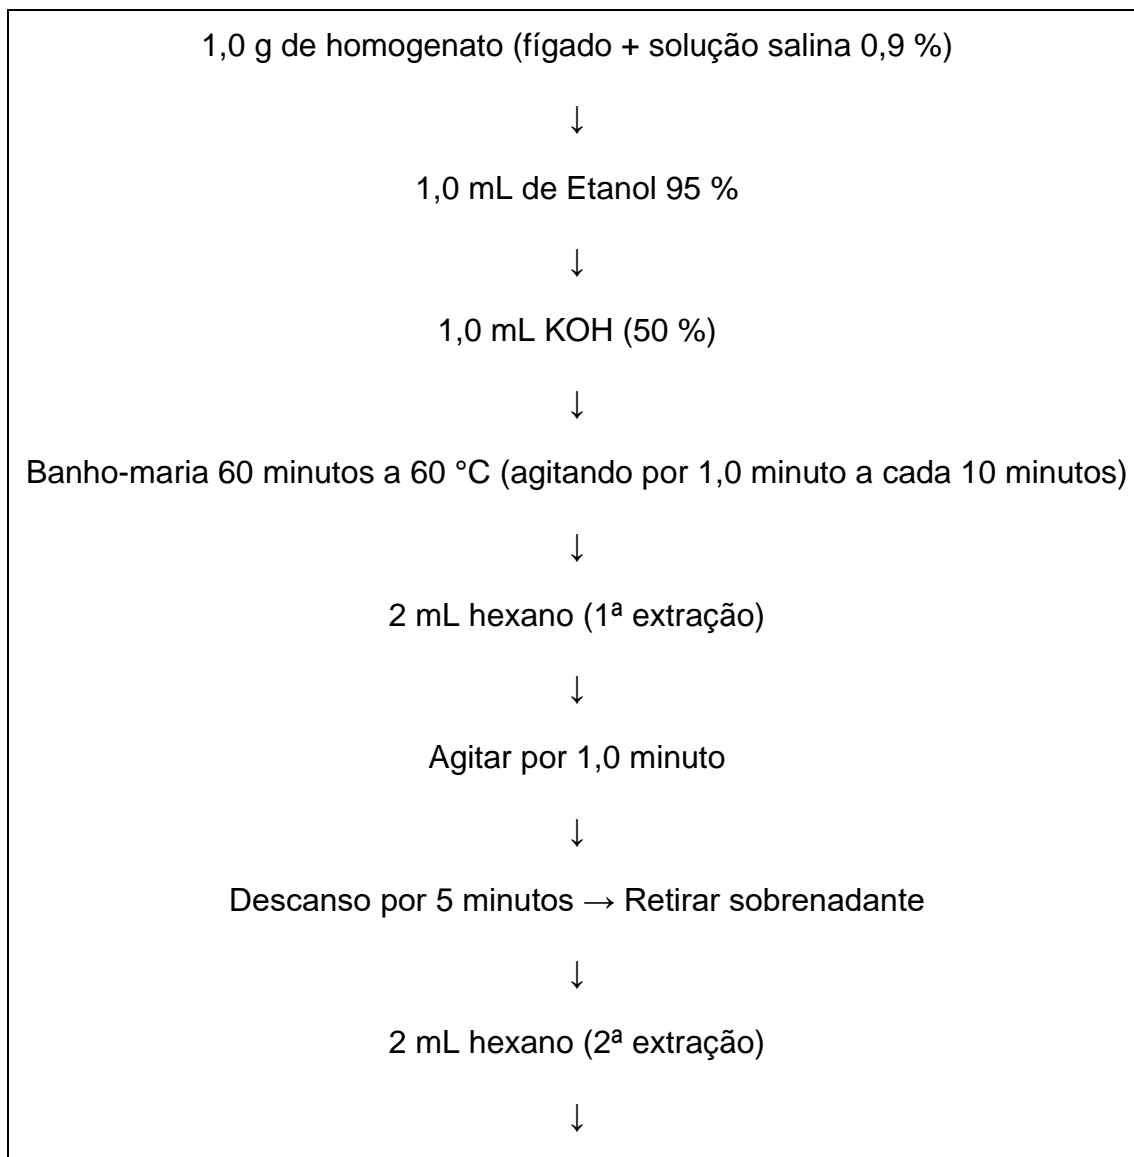 1,0 g de homogenato (fígado + solução salina 0,9 %)
↓
1,0 mL de Etanol 95 %
↓
1,0 mL KOH (50 %)
↓
Banho-maria 60 minutos a 60 °C (agitando por 1,0 minuto a cada 10 minutos)
↓
2 mL hexano (1ª extração)
↓
Agitar por 1,0 minuto
↓
Descanso por 5 minutos → Retirar sobrenadante
↓
2 mL hexano (2ª extração)
↓